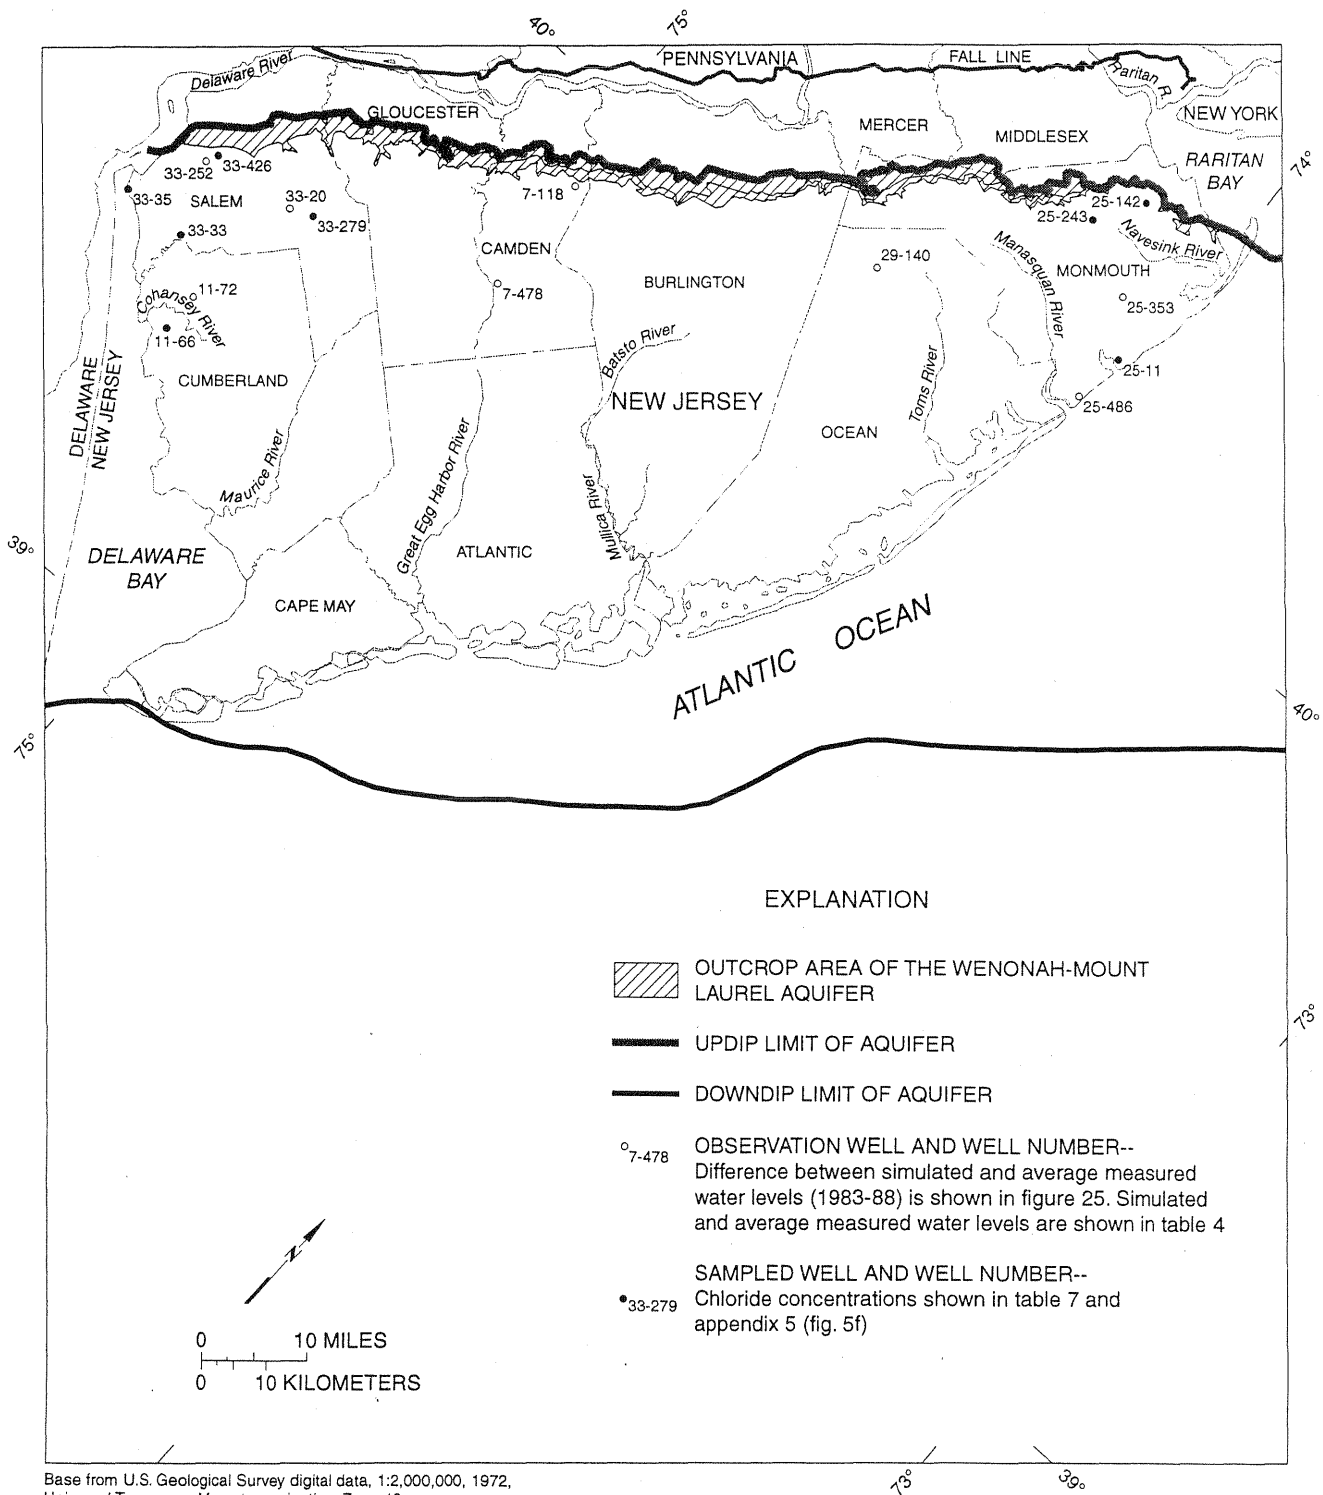 40°
75°
PENNSYLVANIA
FALL LINE
Delaware River
Raritan R.
GLOUCESTER
NEW YORK
MERCER
MIDDLESEX
RARITAN
BAY
74°
33-252
33-426
33-35
SALEM
33-20
33-279
33-33
7-118
25-142
25-243
Navesink River
CAMDEN
Manasquan River
29-140
MONMOUTH
BURLINGTON
11-72
Cohansey River
7-478
25-353
11-66
Batsto River
25-11
DELAWARE
NEW JERSEY
CUMBERLAND
Toms River
NEW JERSEY
25-486
OCEAN
Maurice River
Great Egg Harbor River
Mullica River
39°
DELAWARE
BAY
ATLANTIC
CAPE MAY
ATLANTIC OCEAN
75°
40°
EXPLANATION
OUTCROP AREA OF THE WENONAH-MOUNT
LAUREL AQUIFER
73°
UPDIP LIMIT OF AQUIFER
DOWNDIP LIMIT OF AQUIFER
7-478
OBSERVATION WELL AND WELL NUMBER--
Difference between simulated and average measured
water levels (1983-88) is shown in figure 25. Simulated
and average measured water levels are shown in table 4
33-279
SAMPLED WELL AND WELL NUMBER--
Chloride concentrations shown in table 7 and
appendix 5 (fig. 5f)
N
0 10 MILES
0 10 KILOMETERS
73°
39°
Base from U.S. Geological Survey digital data, 1:2,000,000, 1972,